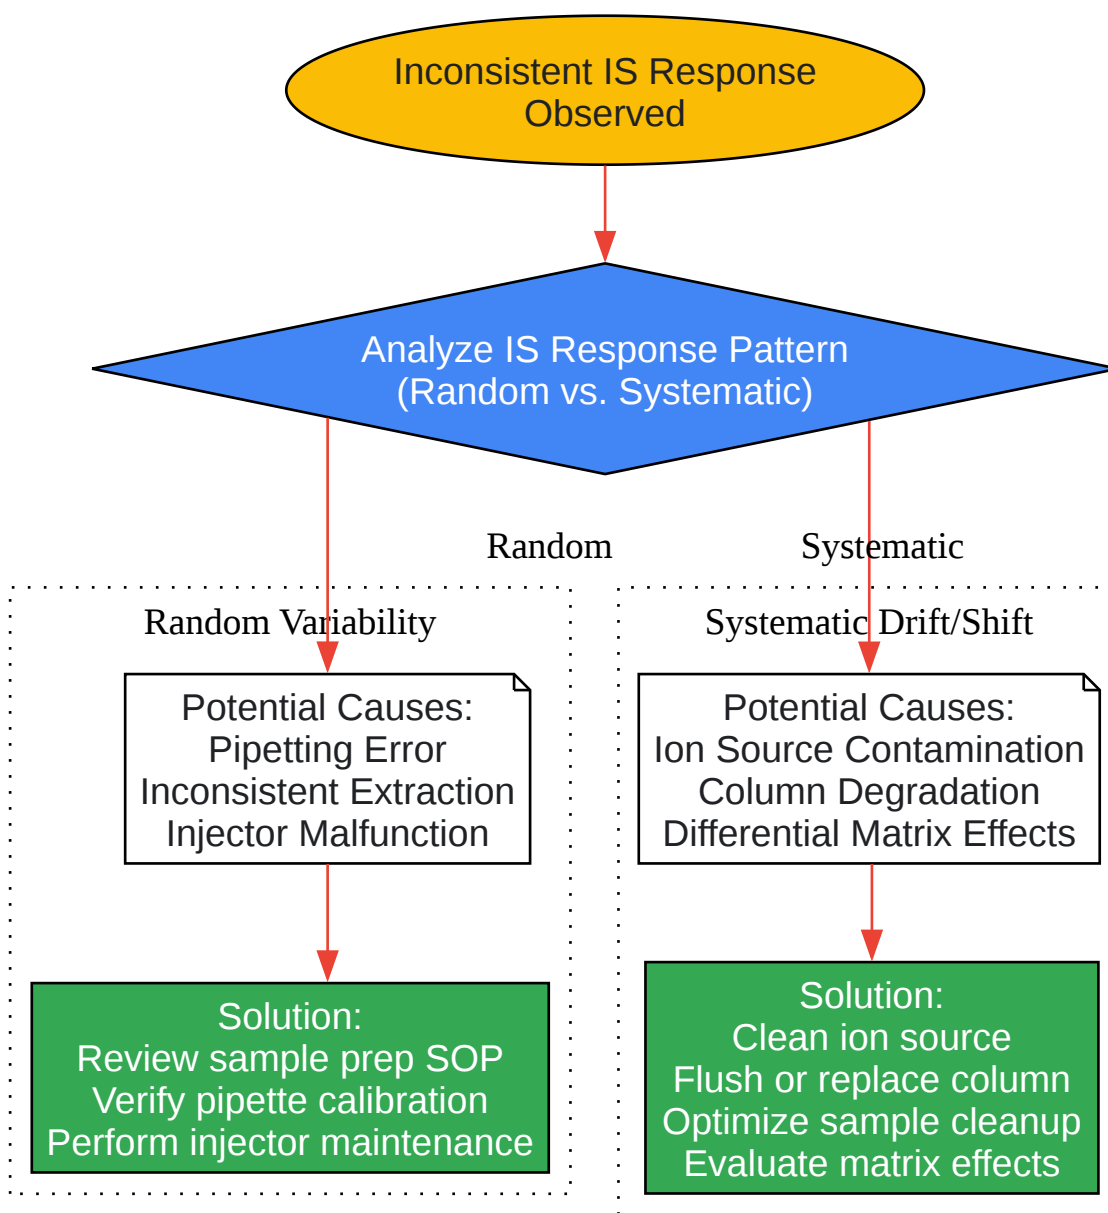 Inconsistent IS Response
Observed
Analyze IS Response Pattern
(Random vs. Systematic)
Random
Systematic
Random Variability
Potential Causes:
Pipetting Error
Inconsistent Extraction
Injector Malfunction
Solution:
Review sample prep SOP
Verify pipette calibration
Perform injector maintenance
Systematic Drift/Shift
Potential Causes:
Ion Source Contamination
Column Degradation
Differential Matrix Effects
Solution:
Clean ion source
Flush or replace column
Optimize sample cleanup
Evaluate matrix effects